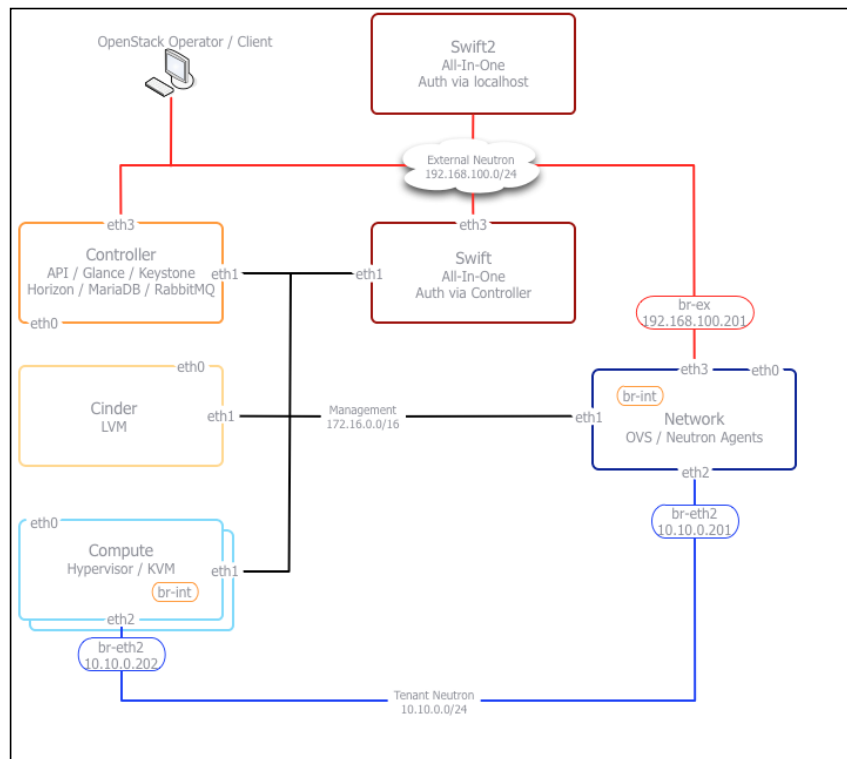 OpenStack Operator / Client
Swift2
All-In-One
Auth via localhost
External Neutron
192.168.100.0/24
eth3
Controller
API / Glance / Keystone
Horizon / MariaDB / RabbitMQ
eth1
eth0
eth3
eth1
Swift
All-In-One
Auth via Controller
br-ex
192.168.100.201
eth0
Cinder
LVM
eth1
Management
172.16.0.0/16
eth3
eth0
br-int
eth1
Network
OVS / Neutron Agents
eth2
br-eth2
10.10.0.201
eth0
Compute
Hypervisor / KVM
eth1
br-int
eth2
br-eth2
10.10.0.202
Tenant Neutron
10.10.0.0/24